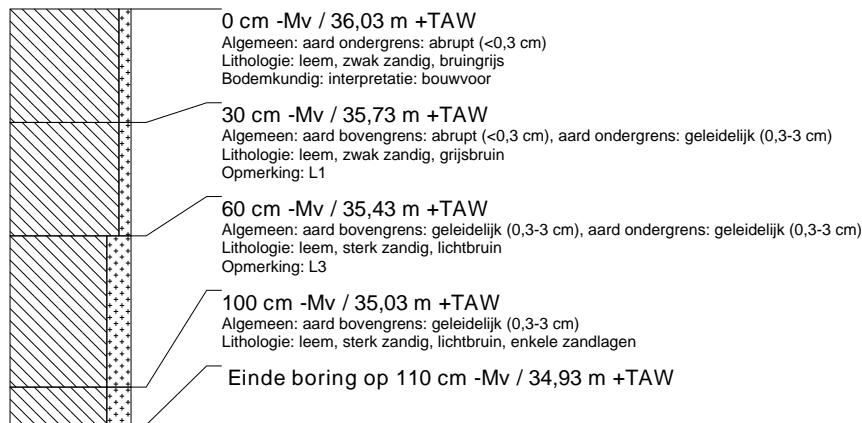 0 cm -Mv / 36,03 m +TAW
Algemeen: aard ondergrens: abrupt (<0,3 cm)
Lithologie: leem, zwak zandig, bruingrijs
Bodemkundig: interpretatie: bouwvoor
30 cm -Mv / 35,73 m +TAW
Algemeen: aard bovengrens: abrupt (<0,3 cm), aard ondergrens: geleidelijk (0,3-3 cm)
Lithologie: leem, zwak zandig, grijsbruin
Opmerking: L1
60 cm -Mv / 35,43 m +TAW
Algemeen: aard bovengrens: geleidelijk (0,3-3 cm), aard ondergrens: geleidelijk (0,3-3 cm)
Lithologie: leem, sterk zandig, lichtbruin
Opmerking: L3
100 cm -Mv / 35,03 m +TAW
Algemeen: aard bovengrens: geleidelijk (0,3-3 cm)
Lithologie: leem, sterk zandig, lichtbruin, enkele zandlagen
Einde boring op 110 cm -Mv / 34,93 m +TAW